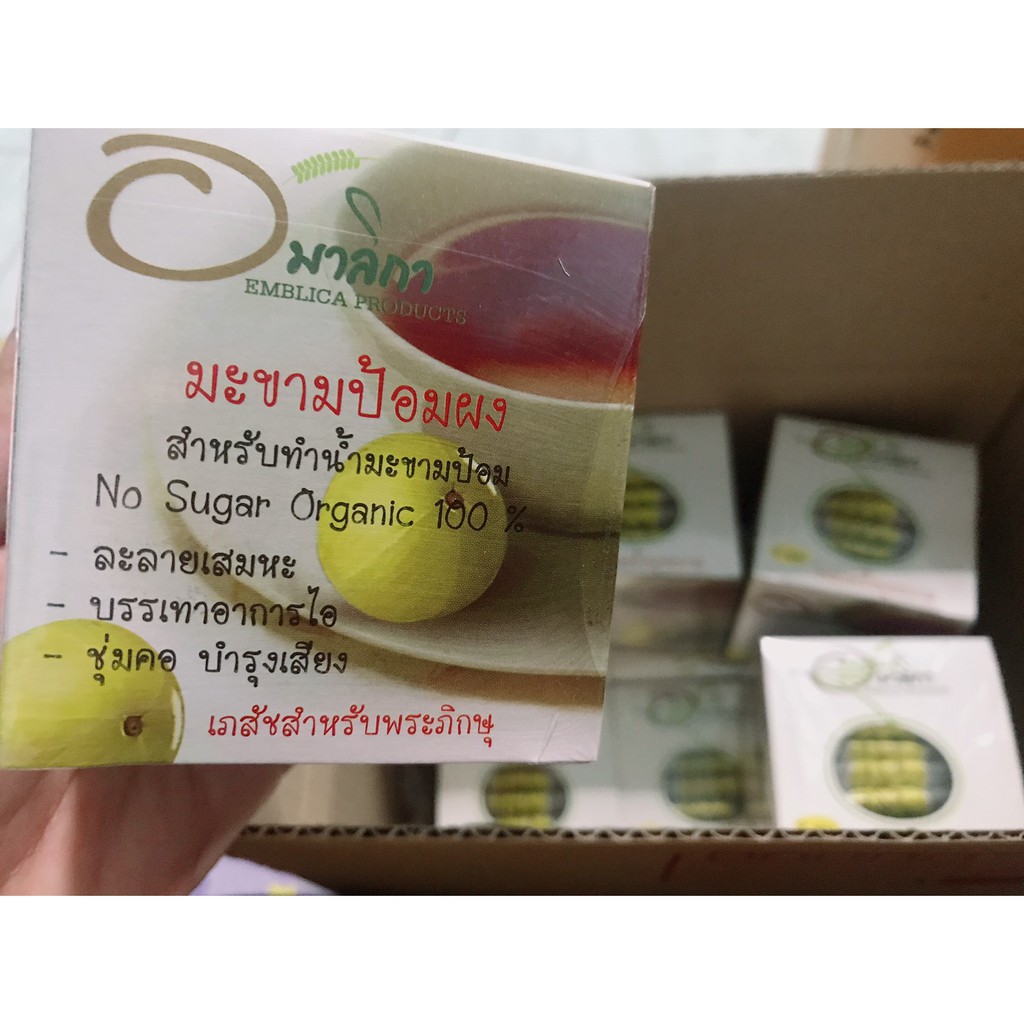 อิมาลิกา
EMBLICA PRODUCTS
มะขามป้อมผง
สำหรับทำน้ำมะขามป้อม
No Sugar Organic 100 %
- ละลายเสมหะ
- บรรเทาอาการไอ
- ชุ่มคอ บำรุงเสียง
เภสัชสำหรับพระภิกษุ